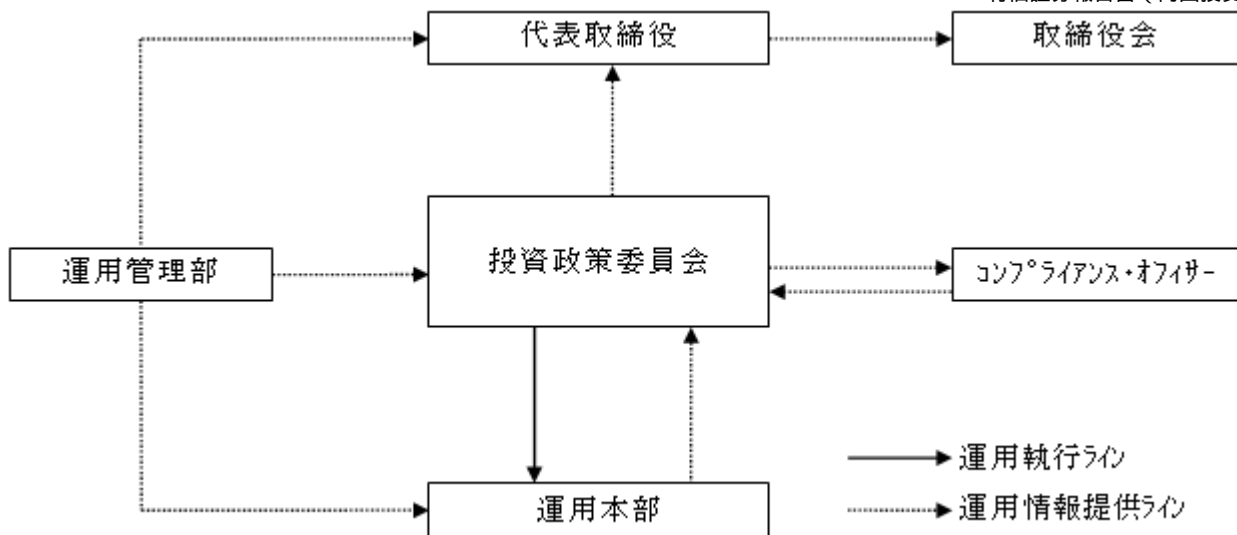 代表取締役
取締役会
運用管理部
投資政策委員会
ｺﾝﾌﾟﾗｲｱﾝｽ・ｵﾌｨｻｰ
運用本部
運用執行ﾗｲﾝ
運用情報提供ﾗｲﾝ